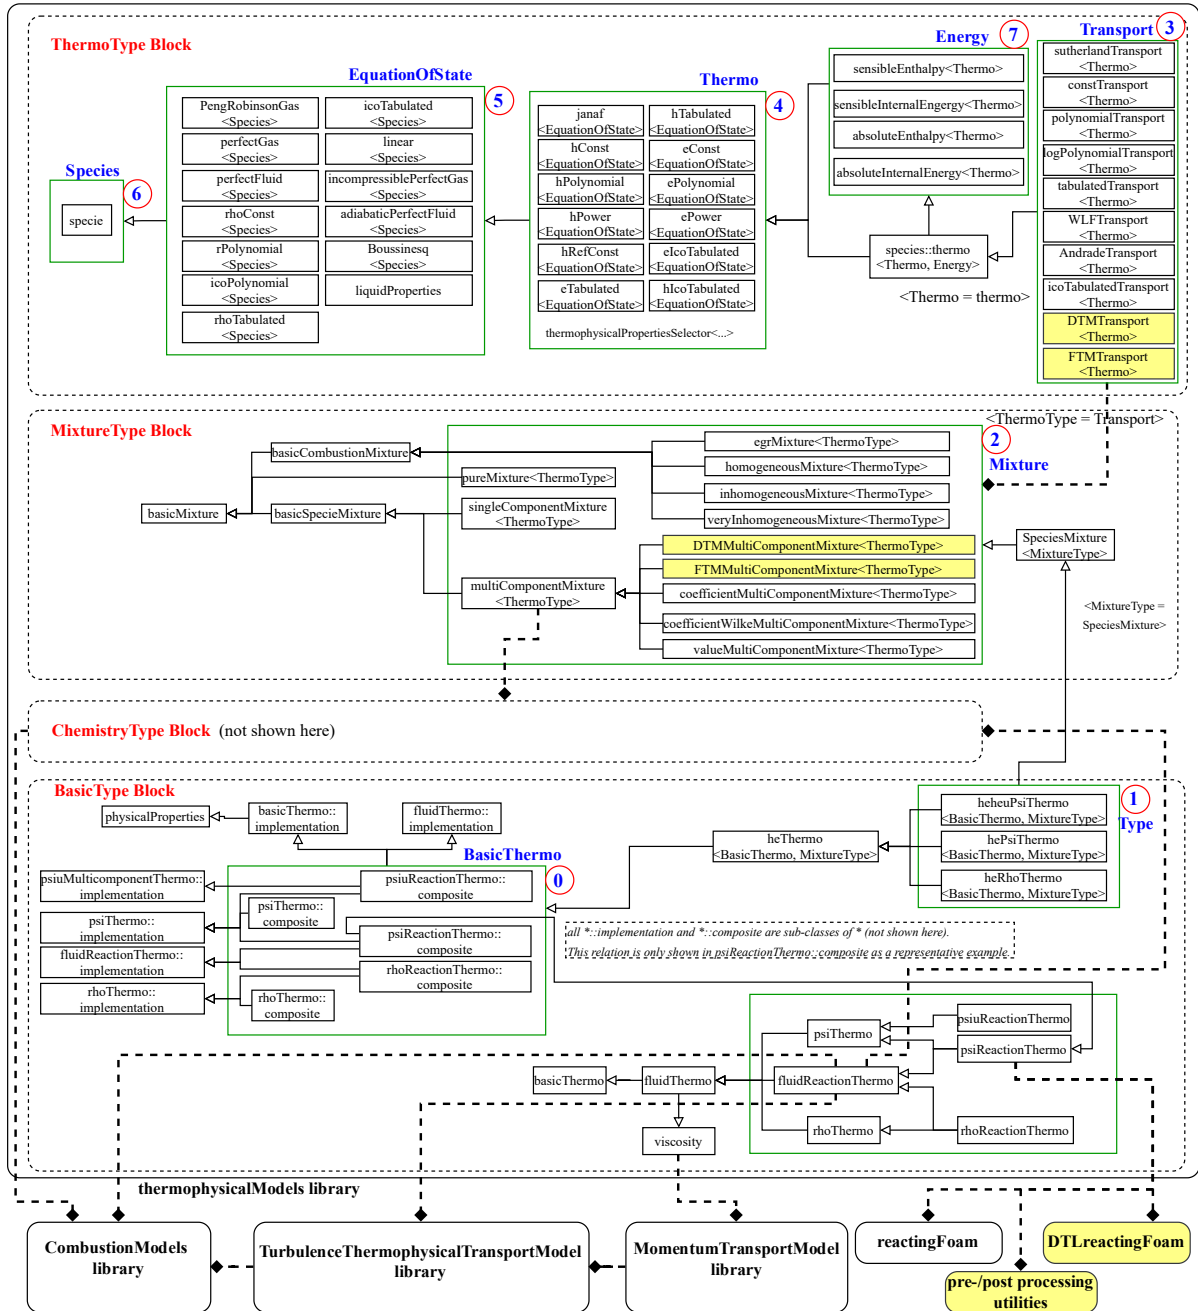 ThermoType Block
Energy
7
Transport
3
EquationOfState
5
Thermo
4
Species
6
specie
PengRobinsonGas
<Species>
perfectGas
<Species>
perfectFluid
<Species>
rhoConst
<Species>
rPolynomial
<Species>
icoPolynomial
<Species>
rhoTabulated
<Species>
icoTabulated
<Species>
linear
<Species>
incompressiblePerfectGas
<Species>
adiabaticPerfectFluid
<Species>
Boussinesq
<Species>
liquidProperties
janaf
<EquationOfState>
hConst
<EquationOfState>
hPolynomial
<EquationOfState>
hPower
<EquationOfState>
hRefConst
<EquationOfState>
eTabulated
<EquationOfState>
hTabulated
<EquationOfState>
eConst
<EquationOfState>
ePolynomial
<EquationOfState>
ePower
<EquationOfState>
eIcoTabulated
<EquationOfState>
hIcoTabulated
<EquationOfState>
thermophysicalPropertiesSelector<...>
sensibleEnthalpy<Thermo>
sensibleInternalEngergy<Thermo>
absoluteEnthalpy<Thermo>
absoluteInternalEnergy<Thermo>
species::thermo
<Thermo, Energy>
<Thermo = thermo>
sutherlandTransport
<Thermo>
constTransport
<Thermo>
polynomialTransport
<Thermo>
logPolynomialTransport
<Thermo>
tabulatedTransport
<Thermo>
WLFTransport
<Thermo>
AndradeTransport
<Thermo>
icoTabulatedTransport
<Thermo>
DTMTransport
<Thermo>
FTMTransport
<Thermo>
MixtureType Block
<ThermoType = Transport>
2
Mixture
basicCombustionMixture
pureMixture<ThermoType>
basicMixture
basicSpecieMixture
singleComponentMixture
<ThermoType>
multiComponentMixture
<ThermoType>
egrMixture<ThermoType>
homogeneousMixture<ThermoType>
inhomogeneousMixture<ThermoType>
veryInhomogeneousMixture<ThermoType>
DTMMultiComponentMixture<ThermoType>
FTMMultiComponentMixture<ThermoType>
coefficientMultiComponentMixture<ThermoType>
coefficientWilkeMultiComponentMixture<ThermoType>
valueMultiComponentMixture<ThermoType>
SpeciesMixture
<MixtureType>
<MixtureType =
SpeciesMixture>
ChemistryType Block (not shown here)
BasicType Block
physicalProperties
basicThermo::
implementation
fluidThermo::
implementation
BasicThermo
0
psiuMulticomponentThermo::
implementation
psiThermo::
implementation
fluidReactionThermo::
implementation
rhoThermo::
implementation
psiuReactionThermo::
composite
psiThermo::
composite
psiReactionThermo::
composite
rhoReactionThermo::
composite
rhoThermo::
composite
heThermo
<BasicThermo, MixtureType>
1
Type
heheuPsiThermo
<BasicThermo, MixtureType>
hePsiThermo
<BasicThermo, MixtureType>
heRhoThermo
<BasicThermo, MixtureType>
all *::implementation and *::composite are sub-classes of * (not shown here).
This relation is only shown in psiReactionThermo::composite as a representative example.
psiThermo
psiuReactionThermo
psiReactionThermo
basicThermo
fluidThermo
fluidReactionThermo
viscosity
rhoThermo
rhoReactionThermo
thermophysicalModels library
CombustionModels
library
TurbulenceThermophysicalTransportModel
library
MomentumTransportModel
library
reactingFoam
DTLreactingFoam
pre-/post processing
utilities